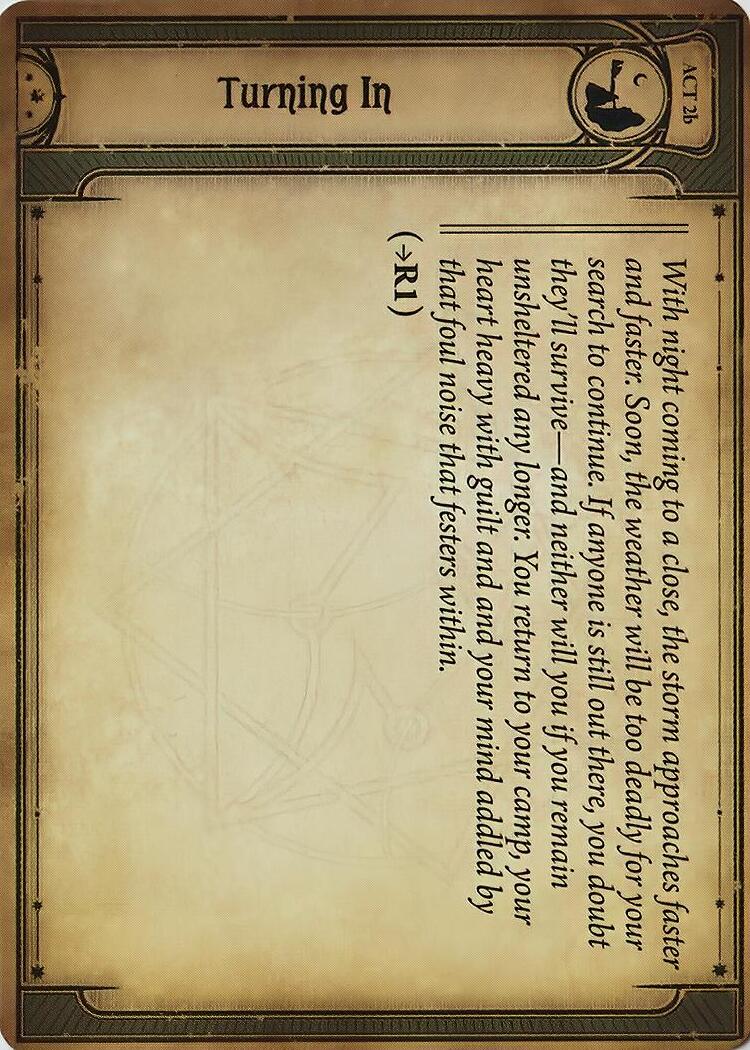 ACT 2b
Turning In
With night coming to a close, the storm approaches faster
and faster. Soon, the weather will be too deadly for your
search to continue. If anyone is still out there, you doubt
they’ll survive—and neither will you if you remain
unsheltered any longer. You return to your camp, your
heart heavy with guilt and and your mind addled by
that foul noise that festers within.
(→R1)